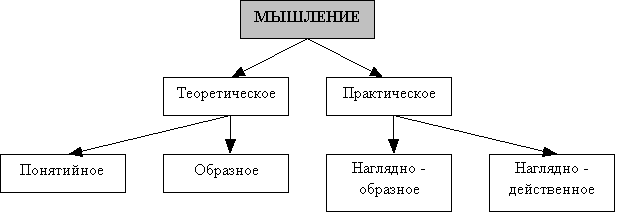 МЫШЛЕНИЕ
Теоретическое
Практическое
Понятийное
Образное
Наглядно -
образное
Наглядно -
действенное